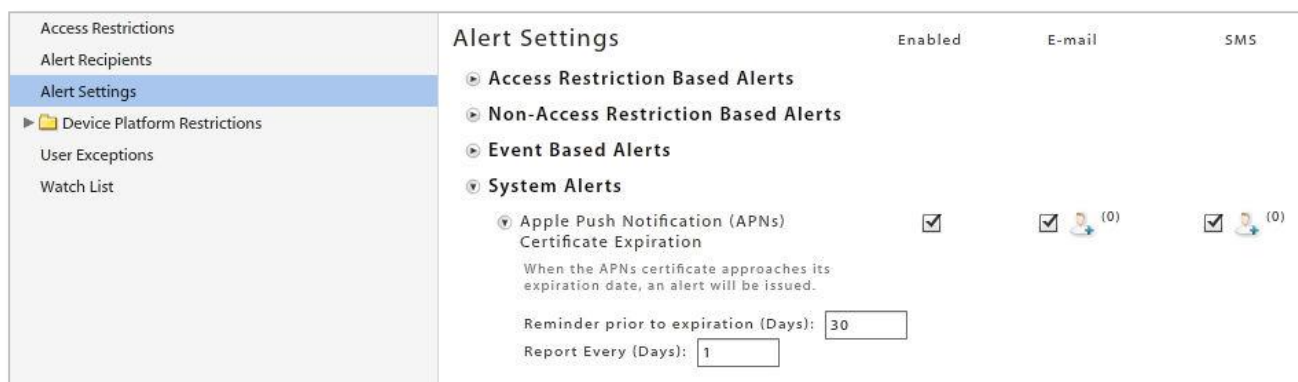 Access Restrictions
Alert Recipients
Alert Settings
Device Platform Restrictions
User Exceptions
Watch List
Alert Settings Enabled E-mail SMS
Access Restriction Based Alerts
Non-Access Restriction Based Alerts
Event Based Alerts
System Alerts
Apple Push Notification (APNs) (0) (0)
Certificate Expiration
When the APNs certificate approaches its
expiration date, an alert will be issued.
Reminder prior to expiration (Days): 30
Report Every (Days): 1